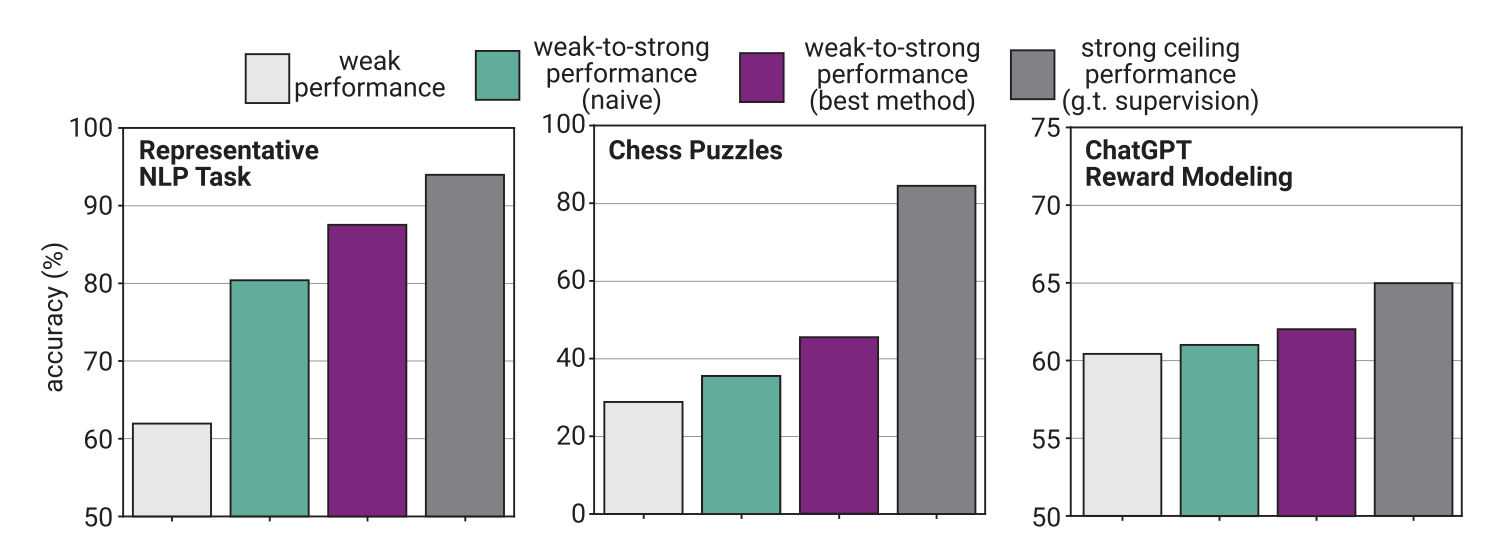 weak
performance
weak-to-strong
performance
(naive)
weak-to-strong
performance
(best method)
strong ceiling
performance
(g.t. supervision)
accuracy (%)
100
90
80
70
60
50
Representative
NLP Task
100
80
60
40
20
0
Chess Puzzles
75
70
65
60
55
50
ChatGPT
Reward Modeling